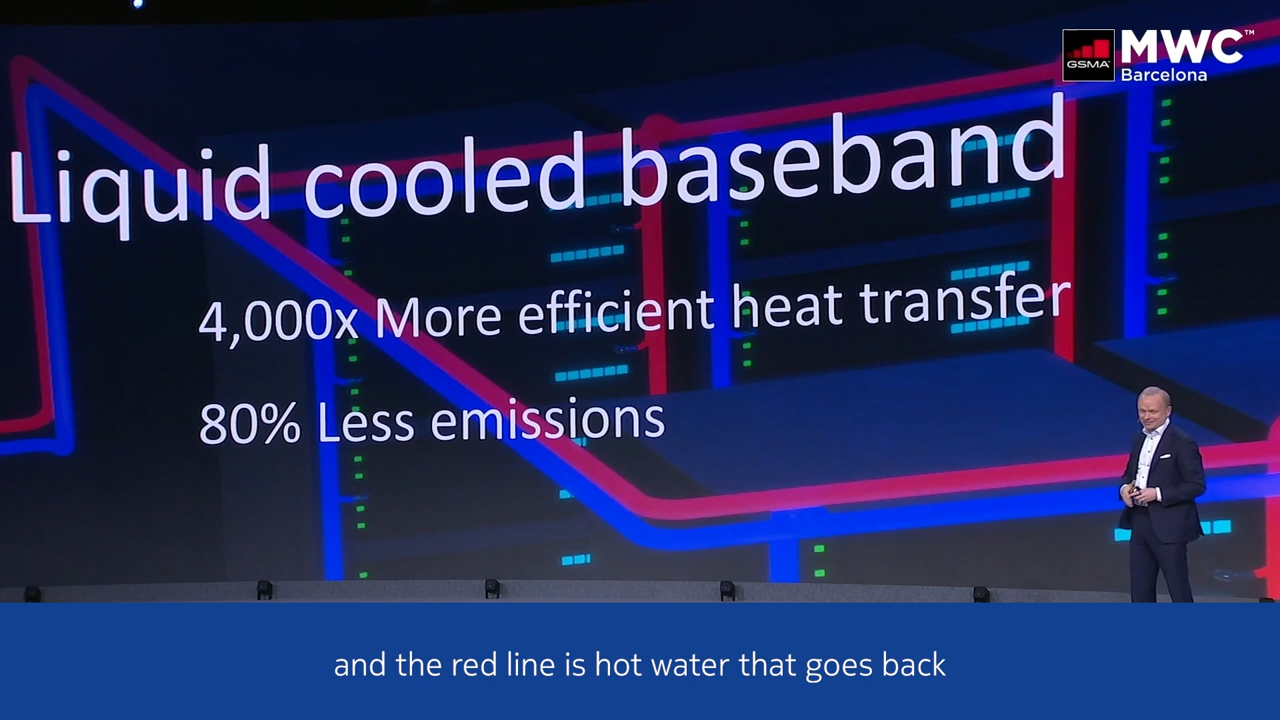 GSMA
MWC™
Barcelona
Liquid cooled baseband
4,000x More efficient heat transfer
80% Less emissions
and the red line is hot water that goes back